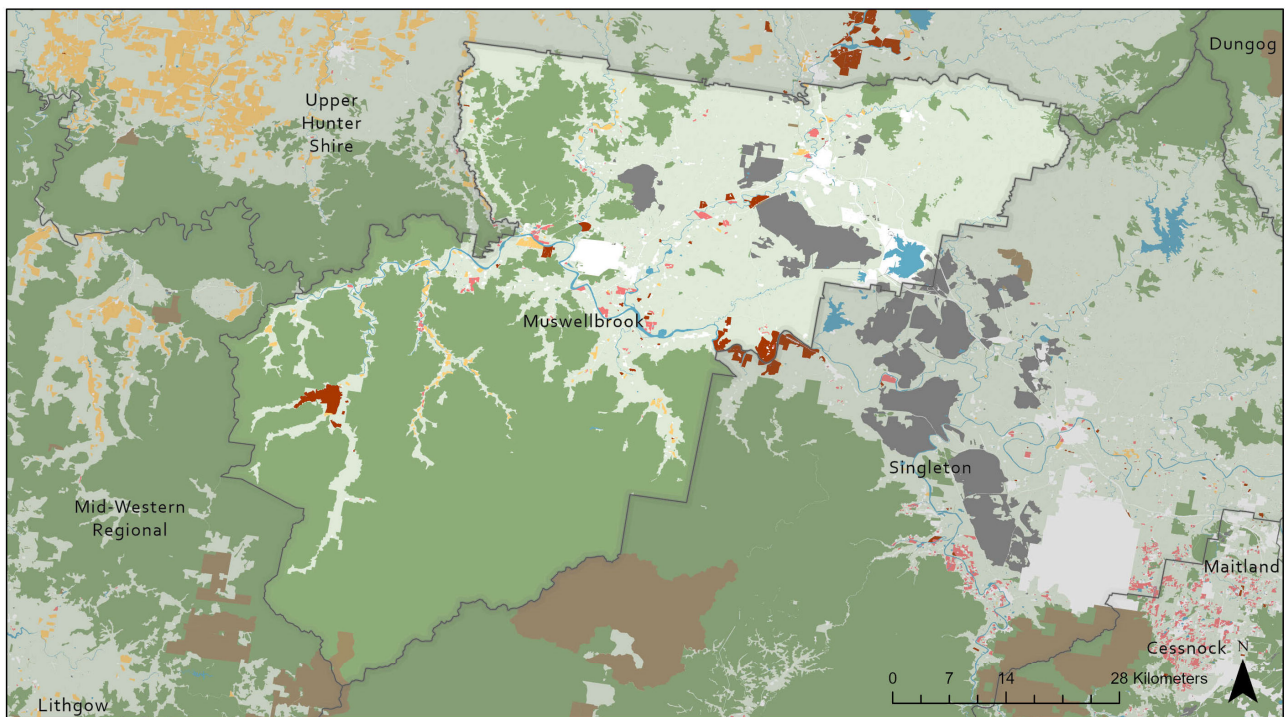 Dungog
Upper
Hunter
Shire
Muswellbrook
Singleton
Mid-Western
Regional
Maitland
Cessnock
N
0 7 14 28 Kilometers
Lithgow